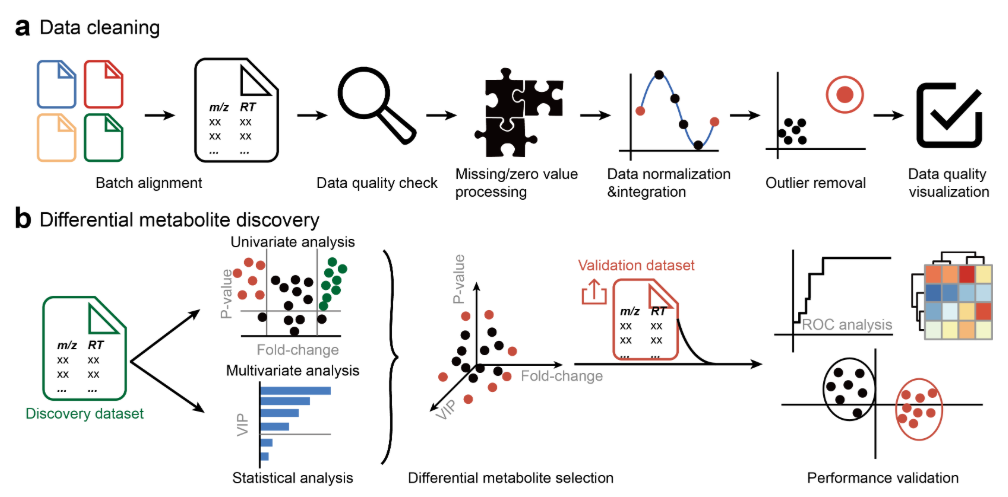 a Data cleaning
m/z RT
xx xx
xx xx
... ...
Batch alignment
Data quality check
Missing/zero value
processing
Data normalization
&integration
Outlier removal
Data quality
visualization
b Differential metabolite discovery
m/z RT
xx xx
xx xx
... ...
Discovery dataset
Univariate analysis
P-value
Fold-change
Multivariate analysis
VIP
Statistical analysis
P-value
Fold-change
VIP
Differential metabolite selection
Validation dataset
m/z RT
xx xx
xx xx
... ...
ROC analysis
Performance validation